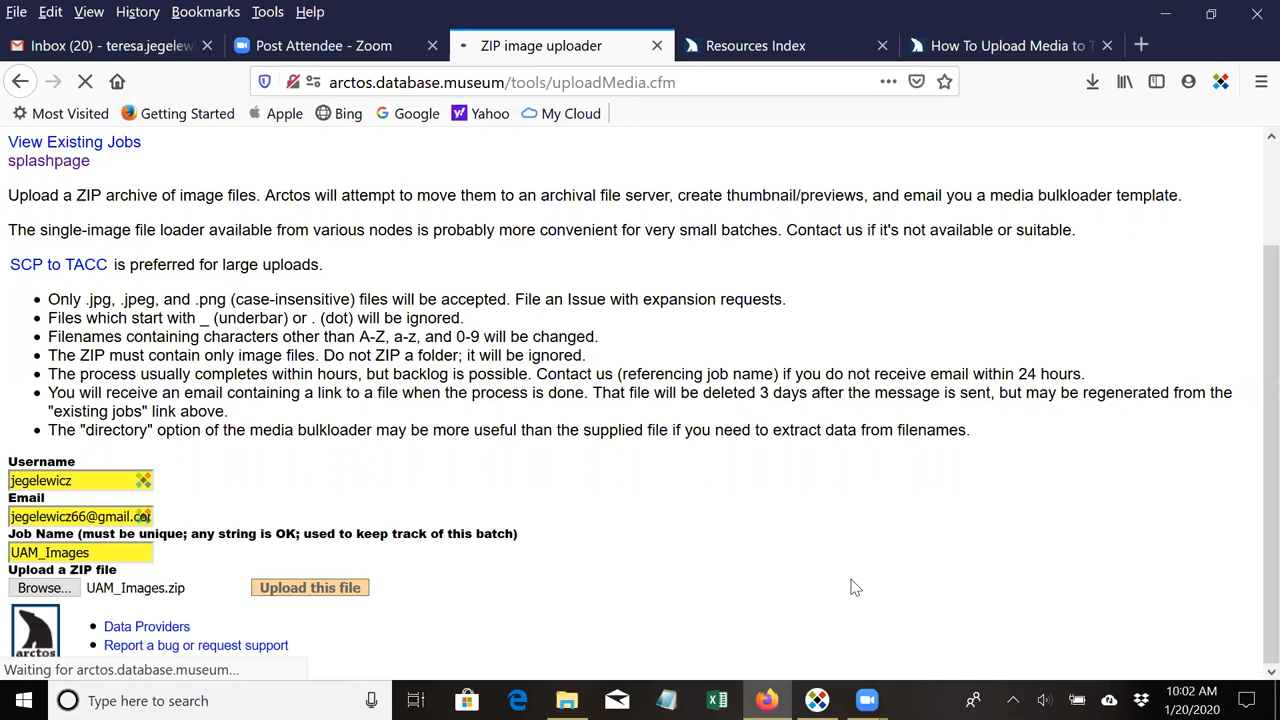 File Edit View History Bookmarks Tools Help
Inbox (20) - teresa.jegelew
Post Attendee - Zoom
ZIP image uploader
Resources Index
How To Upload Media to T
arctos.database.museum/tools/uploadMedia.cfm
Most Visited Getting Started Apple Bing Google Yahoo My Cloud
View Existing Jobs
splashpage
Upload a ZIP archive of image files. Arctos will attempt to move them to an archival file server, create thumbnail/previews, and email you a media bulkloader template.
The single-image file loader available from various nodes is probably more convenient for very small batches. Contact us if it's not available or suitable.
SCP to TACC is preferred for large uploads.
Only .jpg, .jpeg, and .png (case-insensitive) files will be accepted. File an Issue with expansion requests.
Files which start with _ (underbar) or . (dot) will be ignored.
Filenames containing characters other than A-Z, a-z, and 0-9 will be changed.
The ZIP must contain only image files. Do not ZIP a folder; it will be ignored.
The process usually completes within hours, but backlog is possible. Contact us (referencing job name) if you do not receive email within 24 hours.
You will receive an email containing a link to a file when the process is done. That file will be deleted 3 days after the message is sent, but may be regenerated from the
"existing jobs" link above.
The "directory" option of the media bulkloader may be more useful than the supplied file if you need to extract data from filenames.
Username
jegelewicz
Email
jegelewicz66@gmail.com
Job Name (must be unique; any string is OK; used to keep track of this batch)
UAM_Images
Upload a ZIP file
Browse... UAM_Images.zip Upload this file
arctos
Data Providers
Report a bug or request support
Waiting for arctos.database.museum...
Type here to search
10:02 AM
1/20/2020